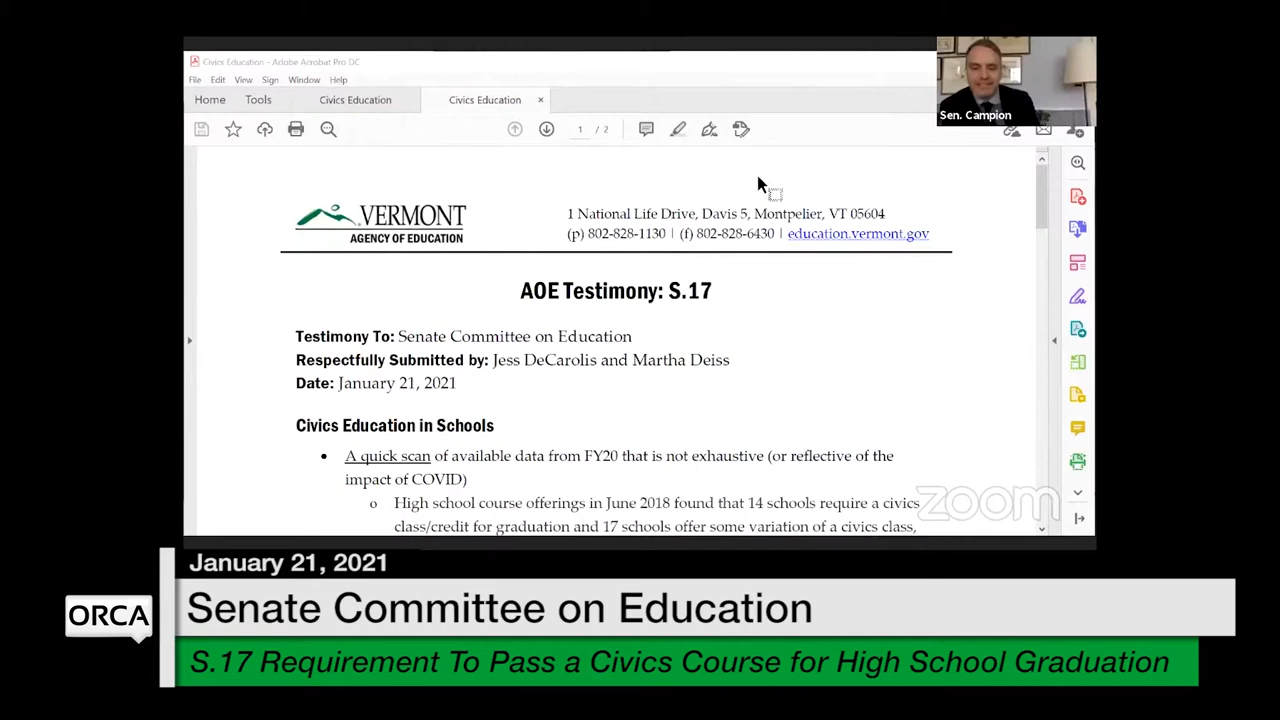 Civics Education - Adobe Acrobat Pro DC
File Edit View Sign Window Help
Home Tools Civics Education Civics Education ×
1 / 2
Sen. Campion
VERMONT
AGENCY OF EDUCATION
1 National Life Drive, Davis 5, Montpelier, VT 05604
(p) 802-828-1130 | (f) 802-828-6430 | education.vermont.gov
AOE Testimony: S.17
Testimony To: Senate Committee on Education
Respectfully Submitted by: Jess DeCarolis and Martha Deiss
Date: January 21, 2021
Civics Education in Schools
• A quick scan of available data from FY20 that is not exhaustive (or reflective of the
impact of COVID)
o High school course offerings in June 2018 found that 14 schools require a civics
class/credit for graduation and 17 schools offer some variation of a civics class,
zoom
January 21, 2021
ORCA
Senate Committee on Education
S.17 Requirement To Pass a Civics Course for High School Graduation